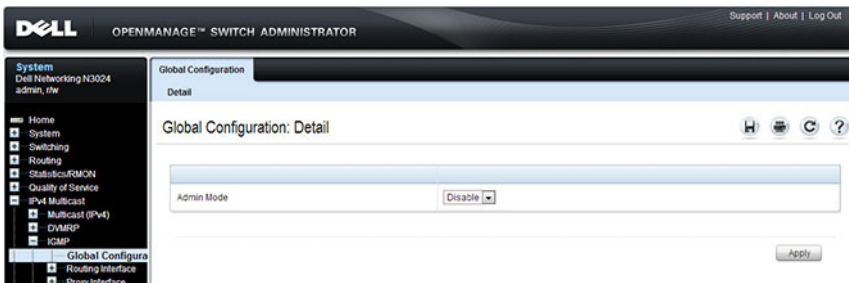 Support | About | Log Out
DELL
OPENMANAGE™ SWITCH ADMINISTRATOR
System
Dell Networking N3024
admin, r/w
Home
System
Switching
Routing
Statistics/RMON
Quality of Service
IPv4 Multicast
Multicast (IPv4)
DVMRP
IGMP
Global Configura
Routing Interface
Proxy Interface
Global Configuration
Detail
Global Configuration: Detail
?
Admin Mode
Disable
Apply